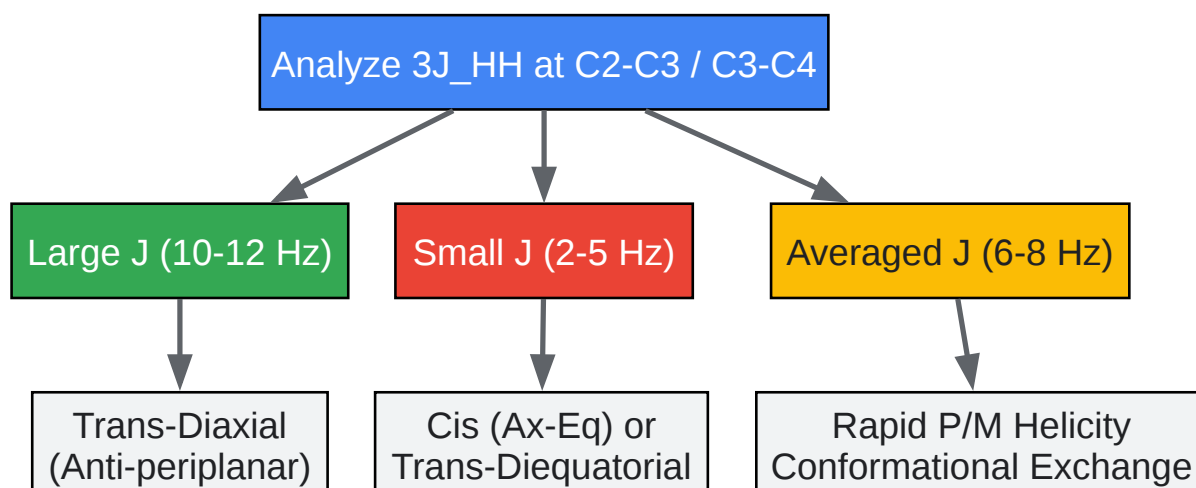 Analyze 3J_HH at C2-C3 / C3-C4
Large J (10-12 Hz)
Small J (2-5 Hz)
Averaged J (6-8 Hz)
Trans-Diaxial
(Anti-periplanar)
Cis (Ax-Eq) or
Trans-Diequatorial
Rapid P/M Helicity
Conformational Exchange